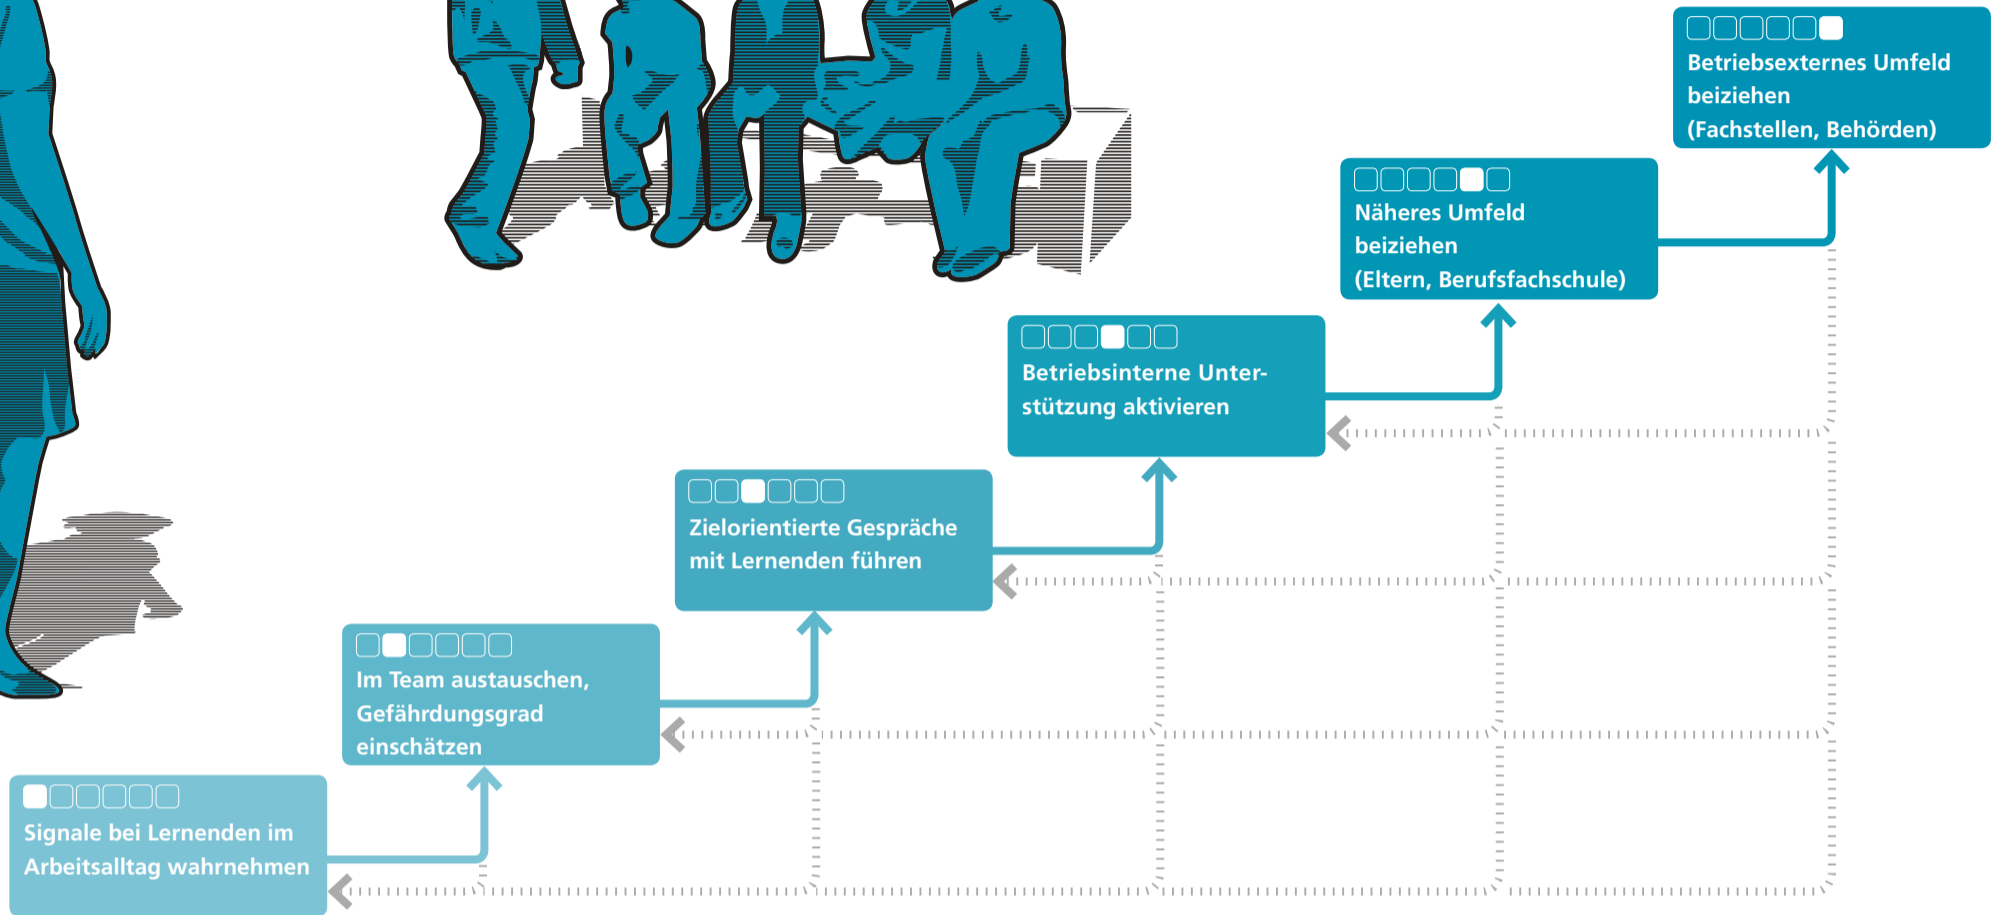 Betriebsexternes Umfeld
beiziehen
(Fachstellen, Behörden)
Näheres Umfeld
beiziehen
(Eltern, Berufsfachschule)
Betriebsinterne Unter-
stützung aktivieren
Zielorientierte Gespräche
mit Lernenden führen
Im Team austauschen,
Gefährdungsgrad
einschätzen
Signale bei Lernenden im
Arbeitsalltag wahrnehmen